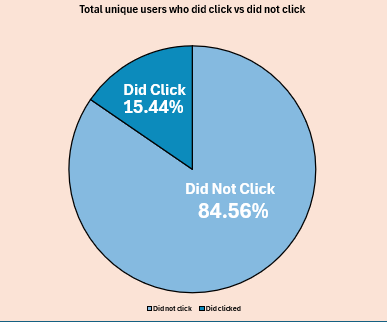 Total unique users who did click vs did not click
Did Click
15.44%
Did Not Click
84.56%
Did not click Did clicked